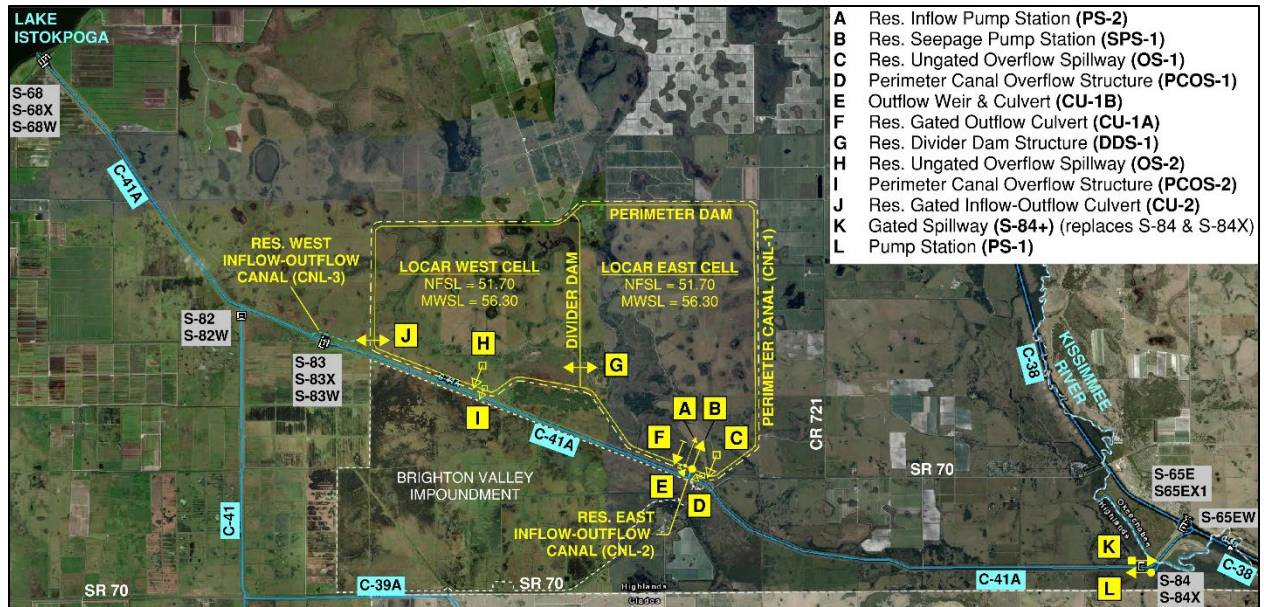 LAKE
ISTOKPOGA
S-68
S-68X
S-68W
C-41A
RES. WEST
INFLOW-OUTFLOW
CANAL (CNL-3)
S-82
S-82W
S-83
S-83X
S-83W
PERIMETER DAM
LOCAR WEST CELL
NFSL = 51.70
MWSL = 56.30
DIVIDER DAM
LOCAR EAST CELL
NFSL = 51.70
MWSL = 56.30
PERIMETER CANAL (CNL-1)
J
H
G
I
C-41A
A
B
F
C
E
D
BRIGHTON VALLEY
IMPOUNDMENT
RES. EAST
INFLOW-OUTFLOW
CANAL (CNL-2)
C-41
SR 70
C-39A
SR 70
Highlands
Glades
CR 721
SR 70
C-41A
C-38
KISSIMMEE
RIVER
S-65E
S65EX1
S-65EW
Okeechobee
Highlands
K
L
S-84
S-84X
C-38
A Res. Inflow Pump Station (PS-2)
B Res. Seepage Pump Station (SPS-1)
C Res. Ungated Overflow Spillway (OS-1)
D Perimeter Canal Overflow Structure (PCOS-1)
E Outflow Weir & Culvert (CU-1B)
F Res. Gated Outflow Culvert (CU-1A)
G Res. Divider Dam Structure (DDS-1)
H Res. Ungated Overflow Spillway (OS-2)
I Perimeter Canal Overflow Structure (PCOS-2)
J Res. Gated Inflow-Outflow Culvert (CU-2)
K Gated Spillway (S-84+) (replaces S-84 & S-84X)
L Pump Station (PS-1)